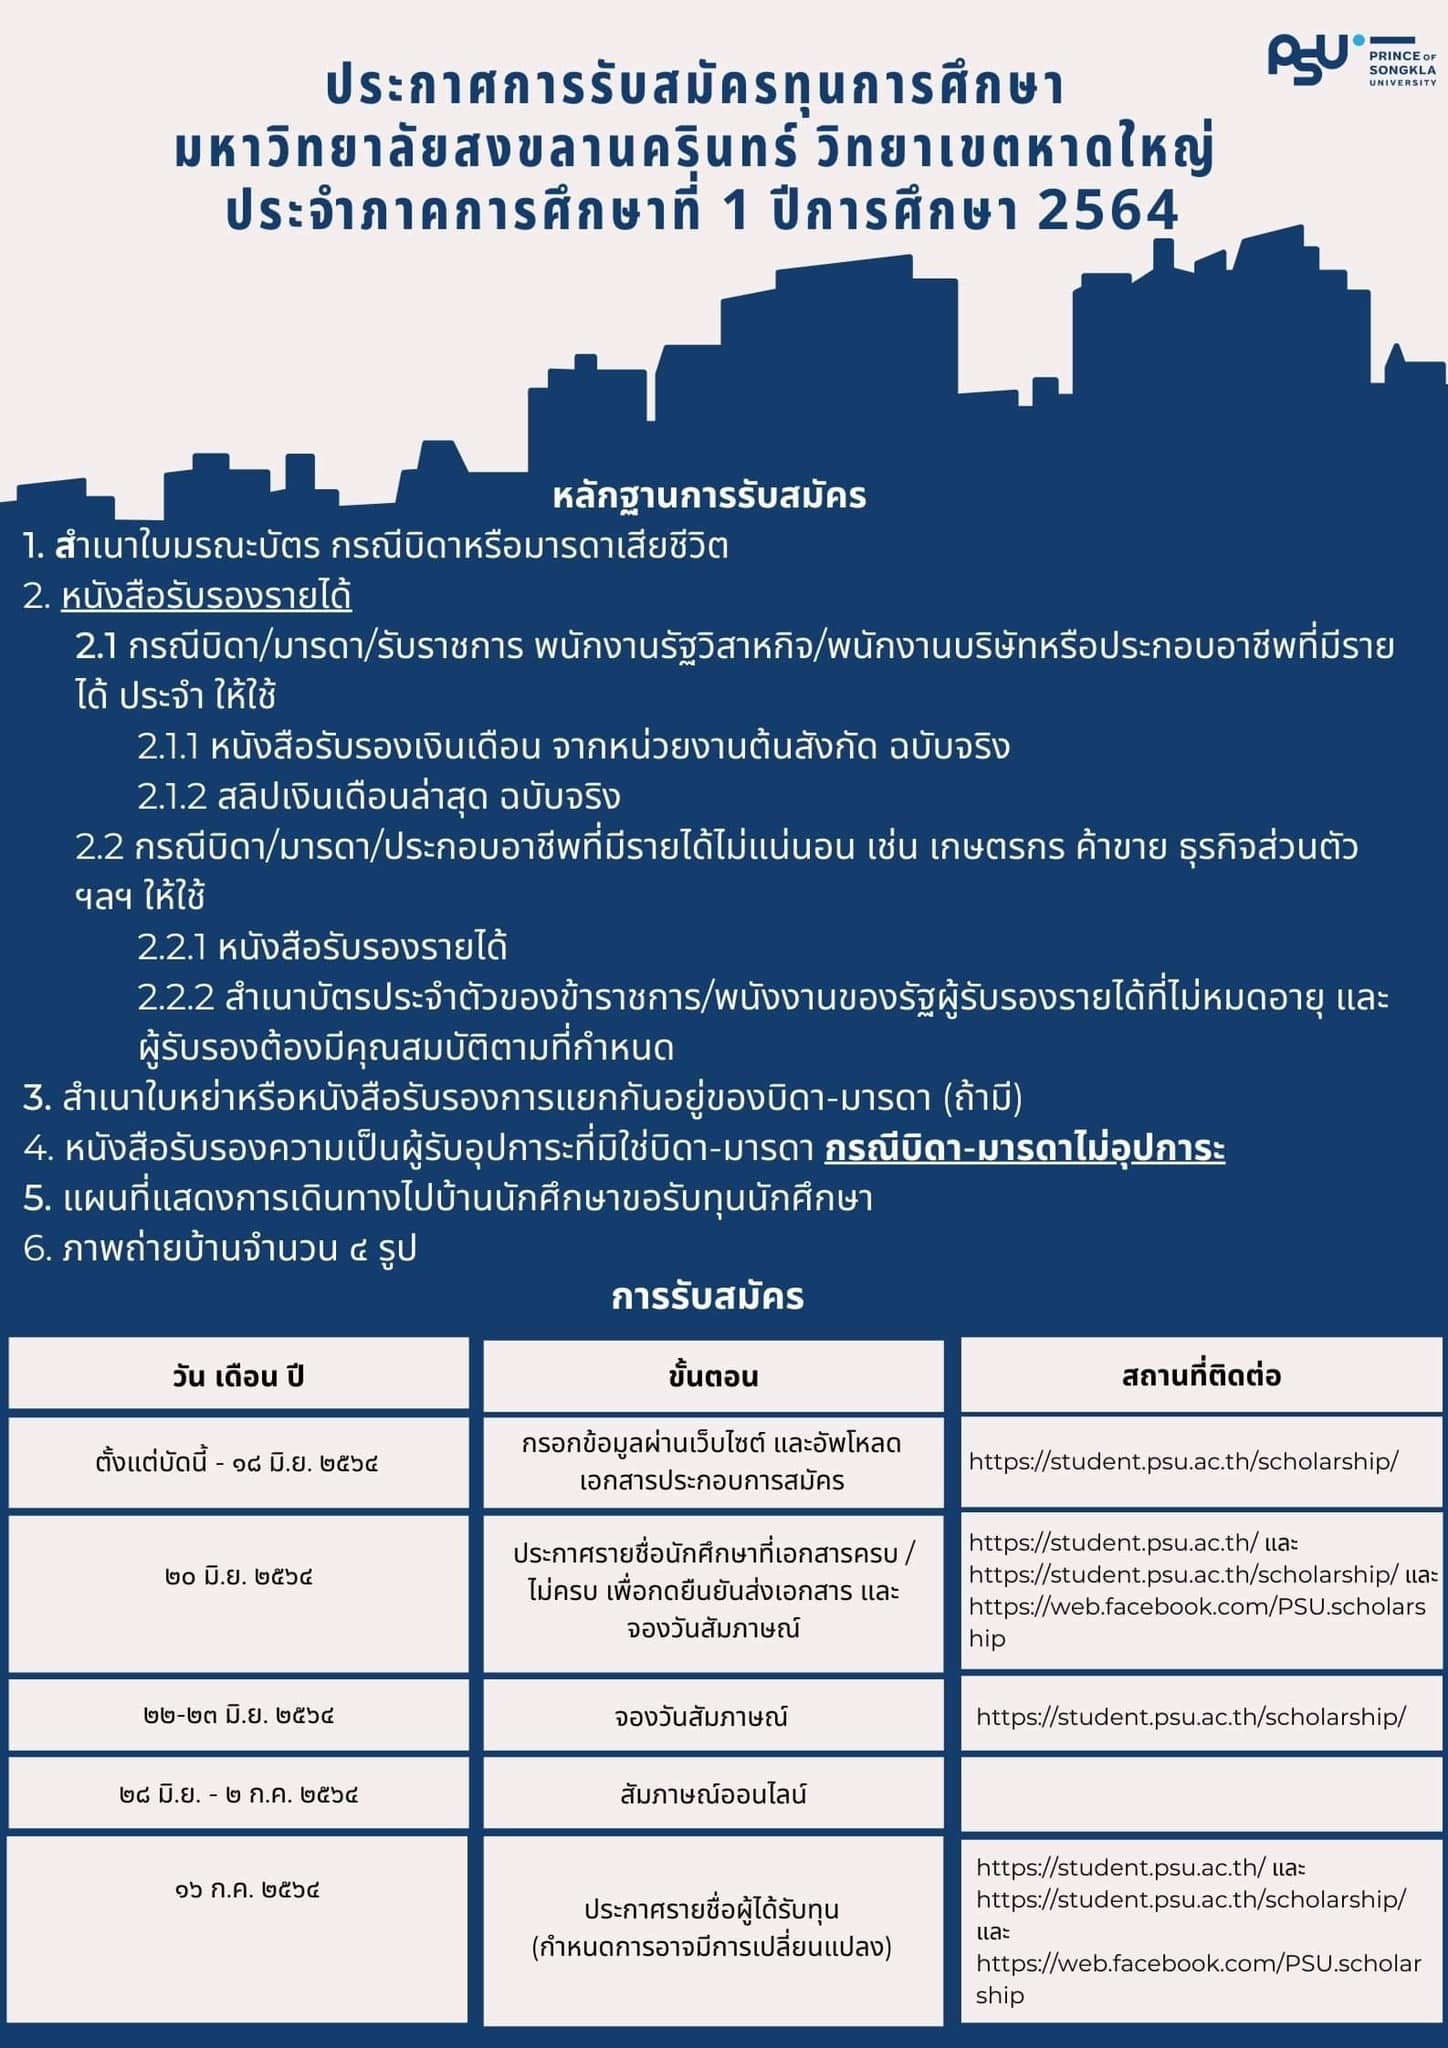 PSU
PRINCE OF
SONGKLA
UNIVERSITY
ประกาศการรับสมัครทุนการศึกษา
มหาวิทยาลัยสงขลานครินทร์ วิทยาเขตหาดใหญ่
ประจำภาคการศึกษาที่ 1 ปีการศึกษา 2564
หลักฐานการรับสมัคร
1. สำเนาใบมรณะบัตร กรณีบิดาหรือมารดาเสียชีวิต
2. หนังสือรับรองรายได้
2.1 กรณีบิดา/มารดา/รับราชการ พนักงานรัฐวิสาหกิจ/พนักงานบริษัทหรือประกอบอาชีพที่มีราย
ได้ ประจำ ให้ใช้
2.1.1 หนังสือรับรองเงินเดือน จากหน่วยงานต้นสังกัด ฉบับจริง
2.1.2 สลิปเงินเดือนล่าสุด ฉบับจริง
2.2 กรณีบิดา/มารดา/ประกอบอาชีพที่มีรายได้ไม่แน่นอน เช่น เกษตรกร ค้าขาย ธุรกิจส่วนตัว
ฯลฯ ให้ใช้
2.2.1 หนังสือรับรองรายได้
2.2.2 สำเนาบัตรประจำตัวของข้าราชการ/พนังงานของรัฐผู้รับรองรายได้ที่ไม่หมดอายุ และ
ผู้รับรองต้องมีคุณสมบัติตามที่กำหนด
3. สำเนาใบหย่าหรือหนังสือรับรองการแยกกันอยู่ของบิดา-มารดา (ถ้ามี)
4. หนังสือรับรองความเป็นผู้รับอุปการะที่มิใช่บิดา-มารดา กรณีบิดา-มารดาไม่อุปการะ
5. แผนที่แสดงการเดินทางไปบ้านนักศึกษาขอรับทุนนักศึกษา
6. ภาพถ่ายบ้านจำนวน ๔ รูป
การรับสมัคร
วัน เดือน ปี
ขั้นตอน
สถานที่ติดต่อ
ตั้งแต่บัดนี้ - ๑๘ มิ.ย. ๒๕๖๔
กรอกข้อมูลผ่านเว็บไซต์ และอัพโหลด
เอกสารประกอบการสมัคร
https://student.psu.ac.th/scholarship/
๒๐ มิ.ย. ๒๕๖๔
ประกาศรายชื่อนักศึกษาที่เอกสารครบ /
ไม่ครบ เพื่อกดยืนยันส่งเอกสาร และ
จองวันสัมภาษณ์
https://student.psu.ac.th/ และ
https://student.psu.ac.th/scholarship/ และ
https://web.facebook.com/PSU.scholars
hip
๒๒-๒๓ มิ.ย. ๒๕๖๔
จองวันสัมภาษณ์
https://student.psu.ac.th/scholarship/
๒๘ มิ.ย. - ๒ ก.ค. ๒๕๖๔
สัมภาษณ์ออนไลน์
๑๖ ก.ค. ๒๕๖๔
ประกาศรายชื่อผู้ได้รับทุน
(กำหนดการอาจมีการเปลี่ยนแปลง)
https://student.psu.ac.th/ และ
https://student.psu.ac.th/scholarship/
และ
https://web.facebook.com/PSU.scholar
ship